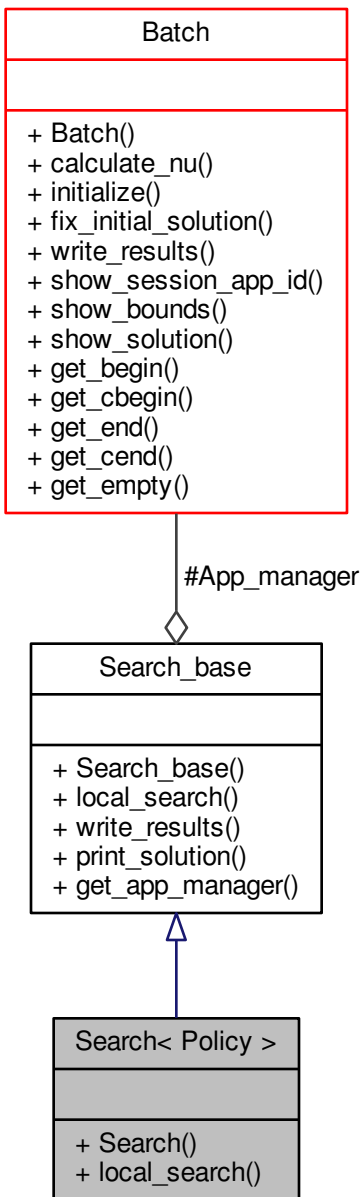 Batch
+ Batch()
+ calculate_nu()
+ initialize()
+ fix_initial_solution()
+ write_results()
+ show_session_app_id()
+ show_bounds()
+ show_solution()
+ get_begin()
+ get_cbegin()
+ get_end()
+ get_cend()
+ get_empty()
#App_manager
Search_base
+ Search_base()
+ local_search()
+ write_results()
+ print_solution()
+ get_app_manager()
Search< Policy >
+ Search()
+ local_search()